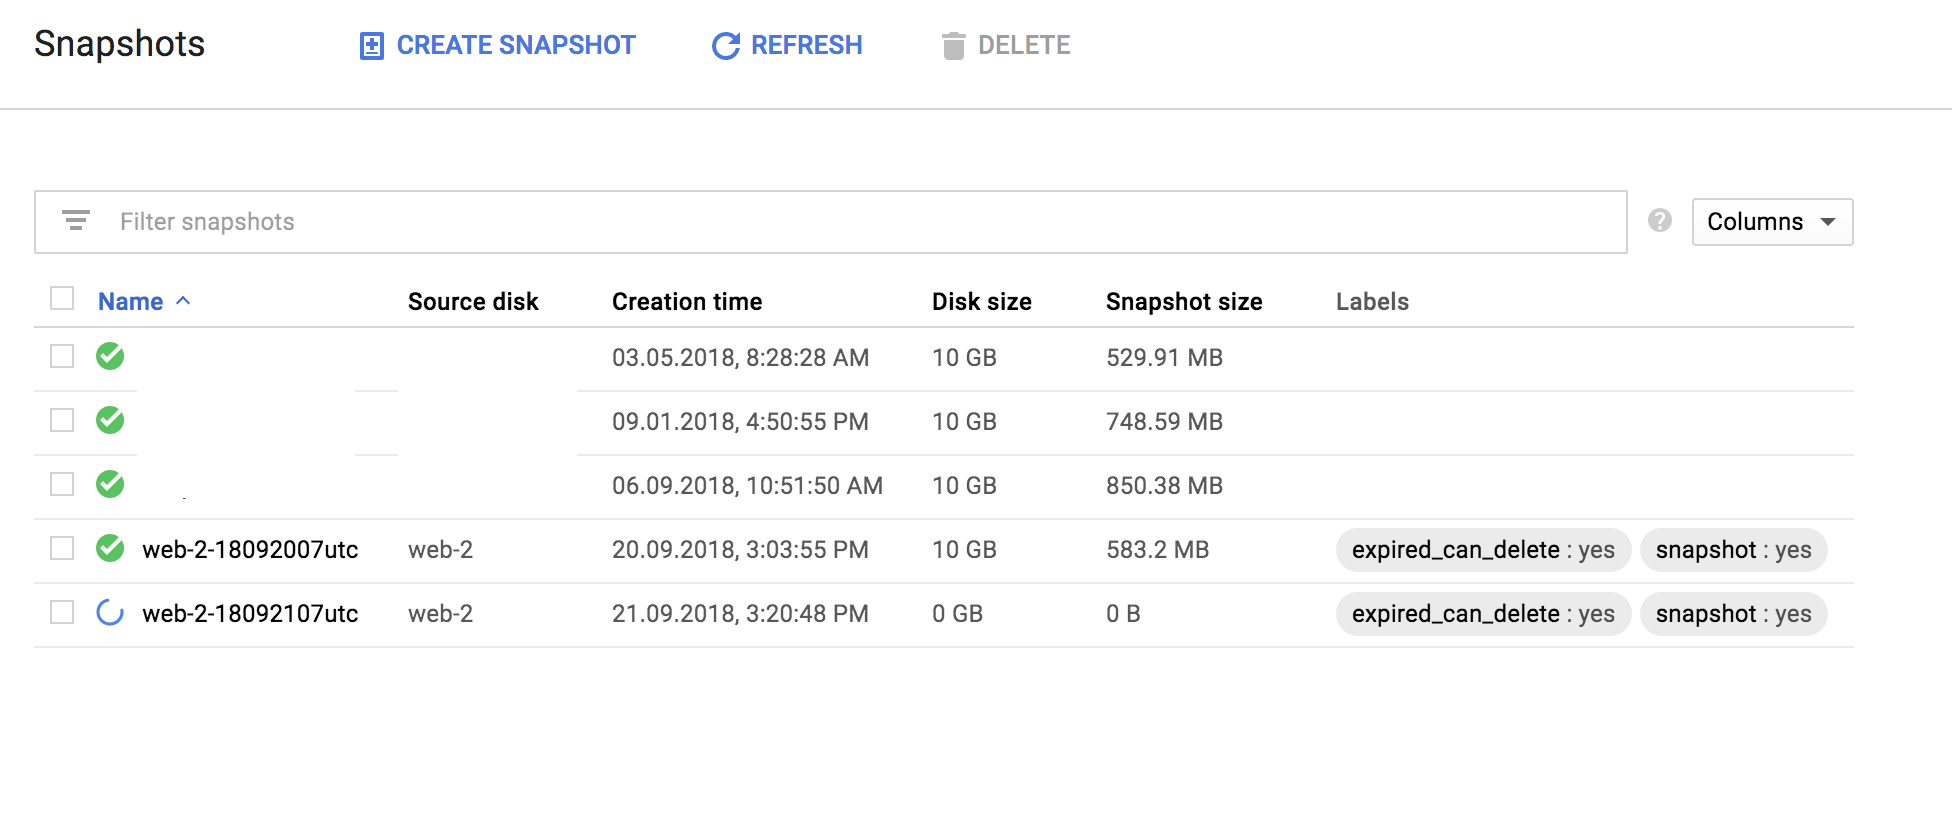 Snapshots CREATE SNAPSHOT REFRESH DELETE
Filter snapshots ? Columns
Name Source disk Creation time Disk size Snapshot size Labels
03.05.2018, 8:28:28 AM 10 GB 529.91 MB
09.01.2018, 4:50:55 PM 10 GB 748.59 MB
06.09.2018, 10:51:50 AM 10 GB 850.38 MB
web-2-18092007utc web-2 20.09.2018, 3:03:55 PM 10 GB 583.2 MB expired_can_delete : yes snapshot : yes
web-2-18092107utc web-2 21.09.2018, 3:20:48 PM 0 GB 0 B expired_can_delete : yes snapshot : yes